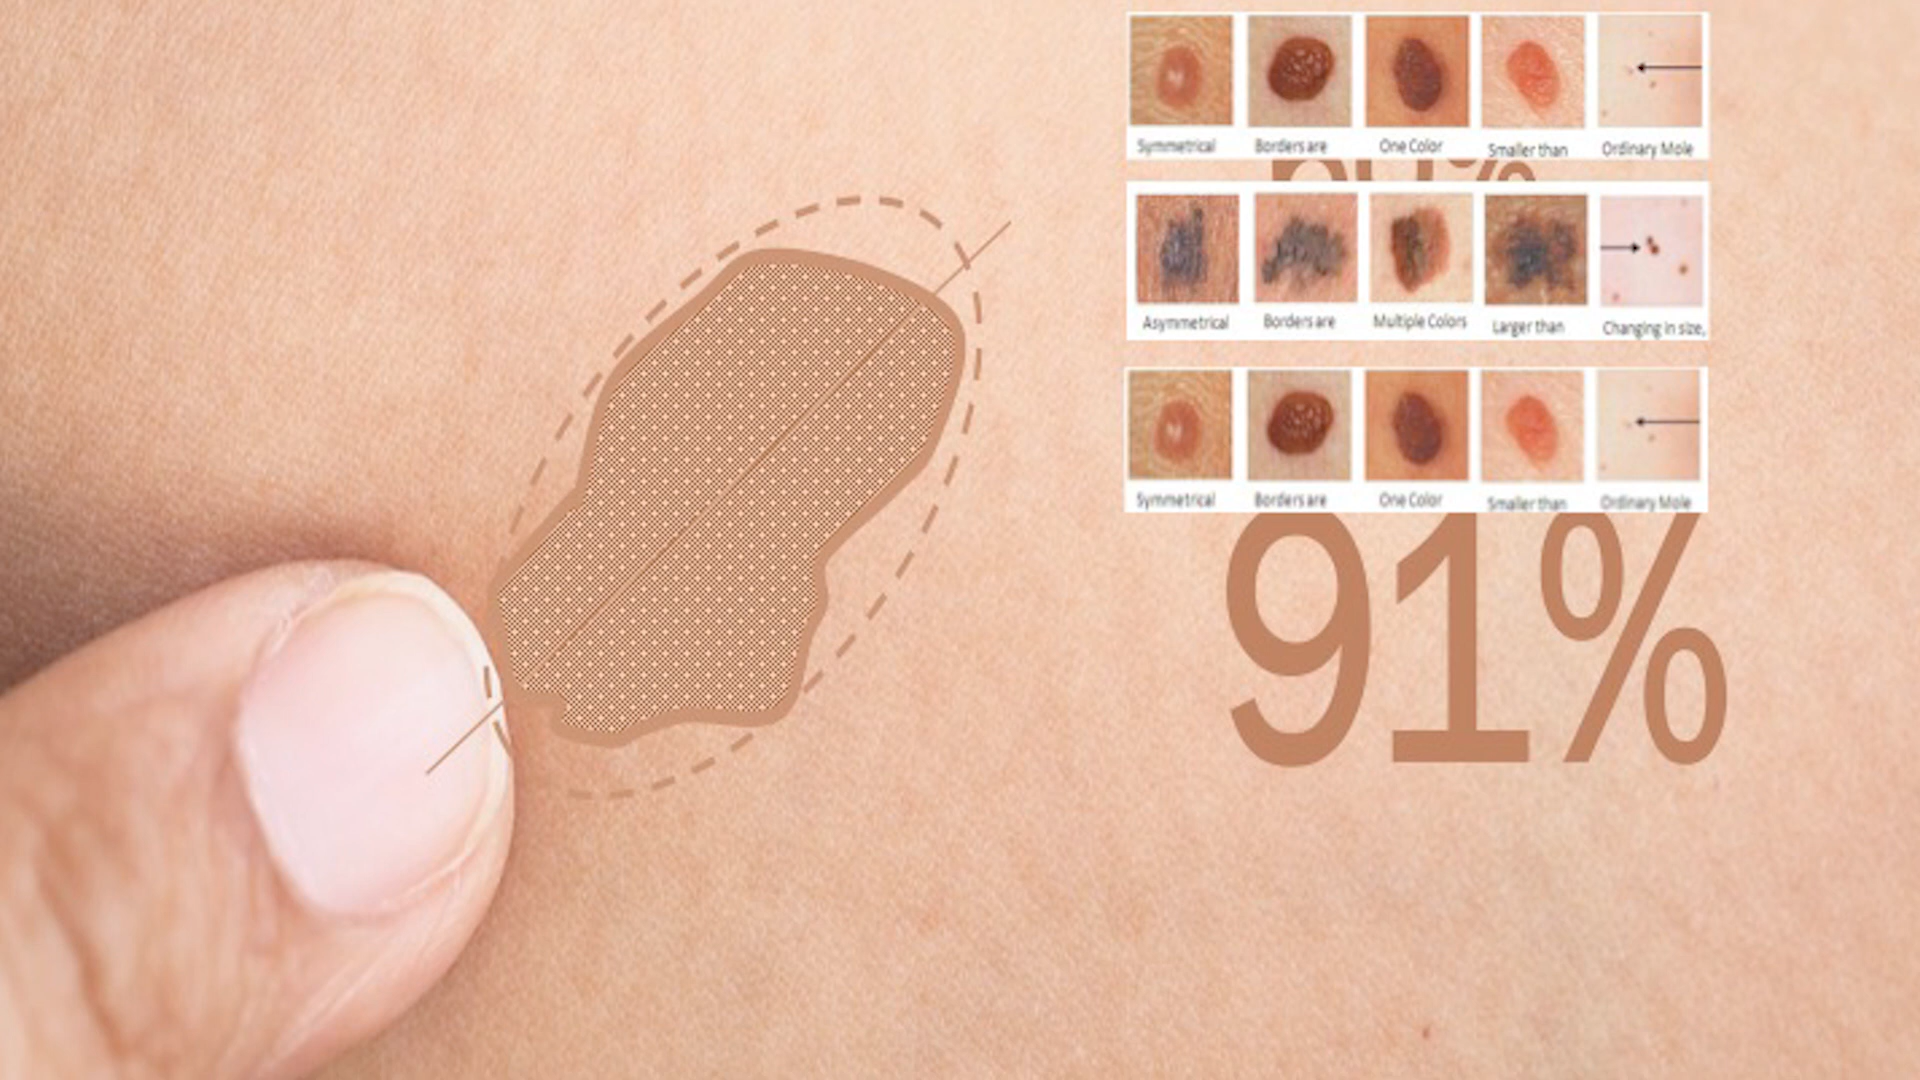 Symmetrical Borders are One Color Smaller than Ordinary Mole
Asymmetrical Borders are Multiple Colors Larger than Changing in size,
Symmetrical Borders are One Color Smaller than Ordinary Mole
91%